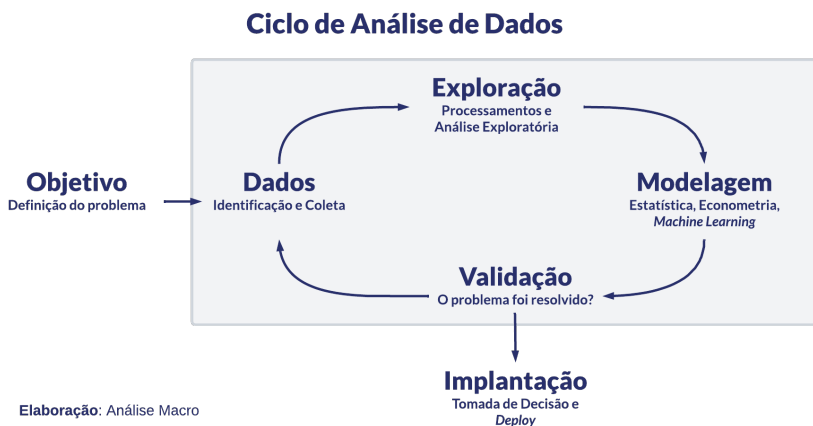 Ciclo de Análise de Dados
Exploração
Processamentos e
Análise Exploratória
Objetivo
Definição do problema
Dados
Identificação e Coleta
Modelagem
Estatística, Econometria,
Machine Learning
Validação
O problema foi resolvido?
Implantação
Tomada de Decisão e
Deploy
Elaboração: Análise Macro